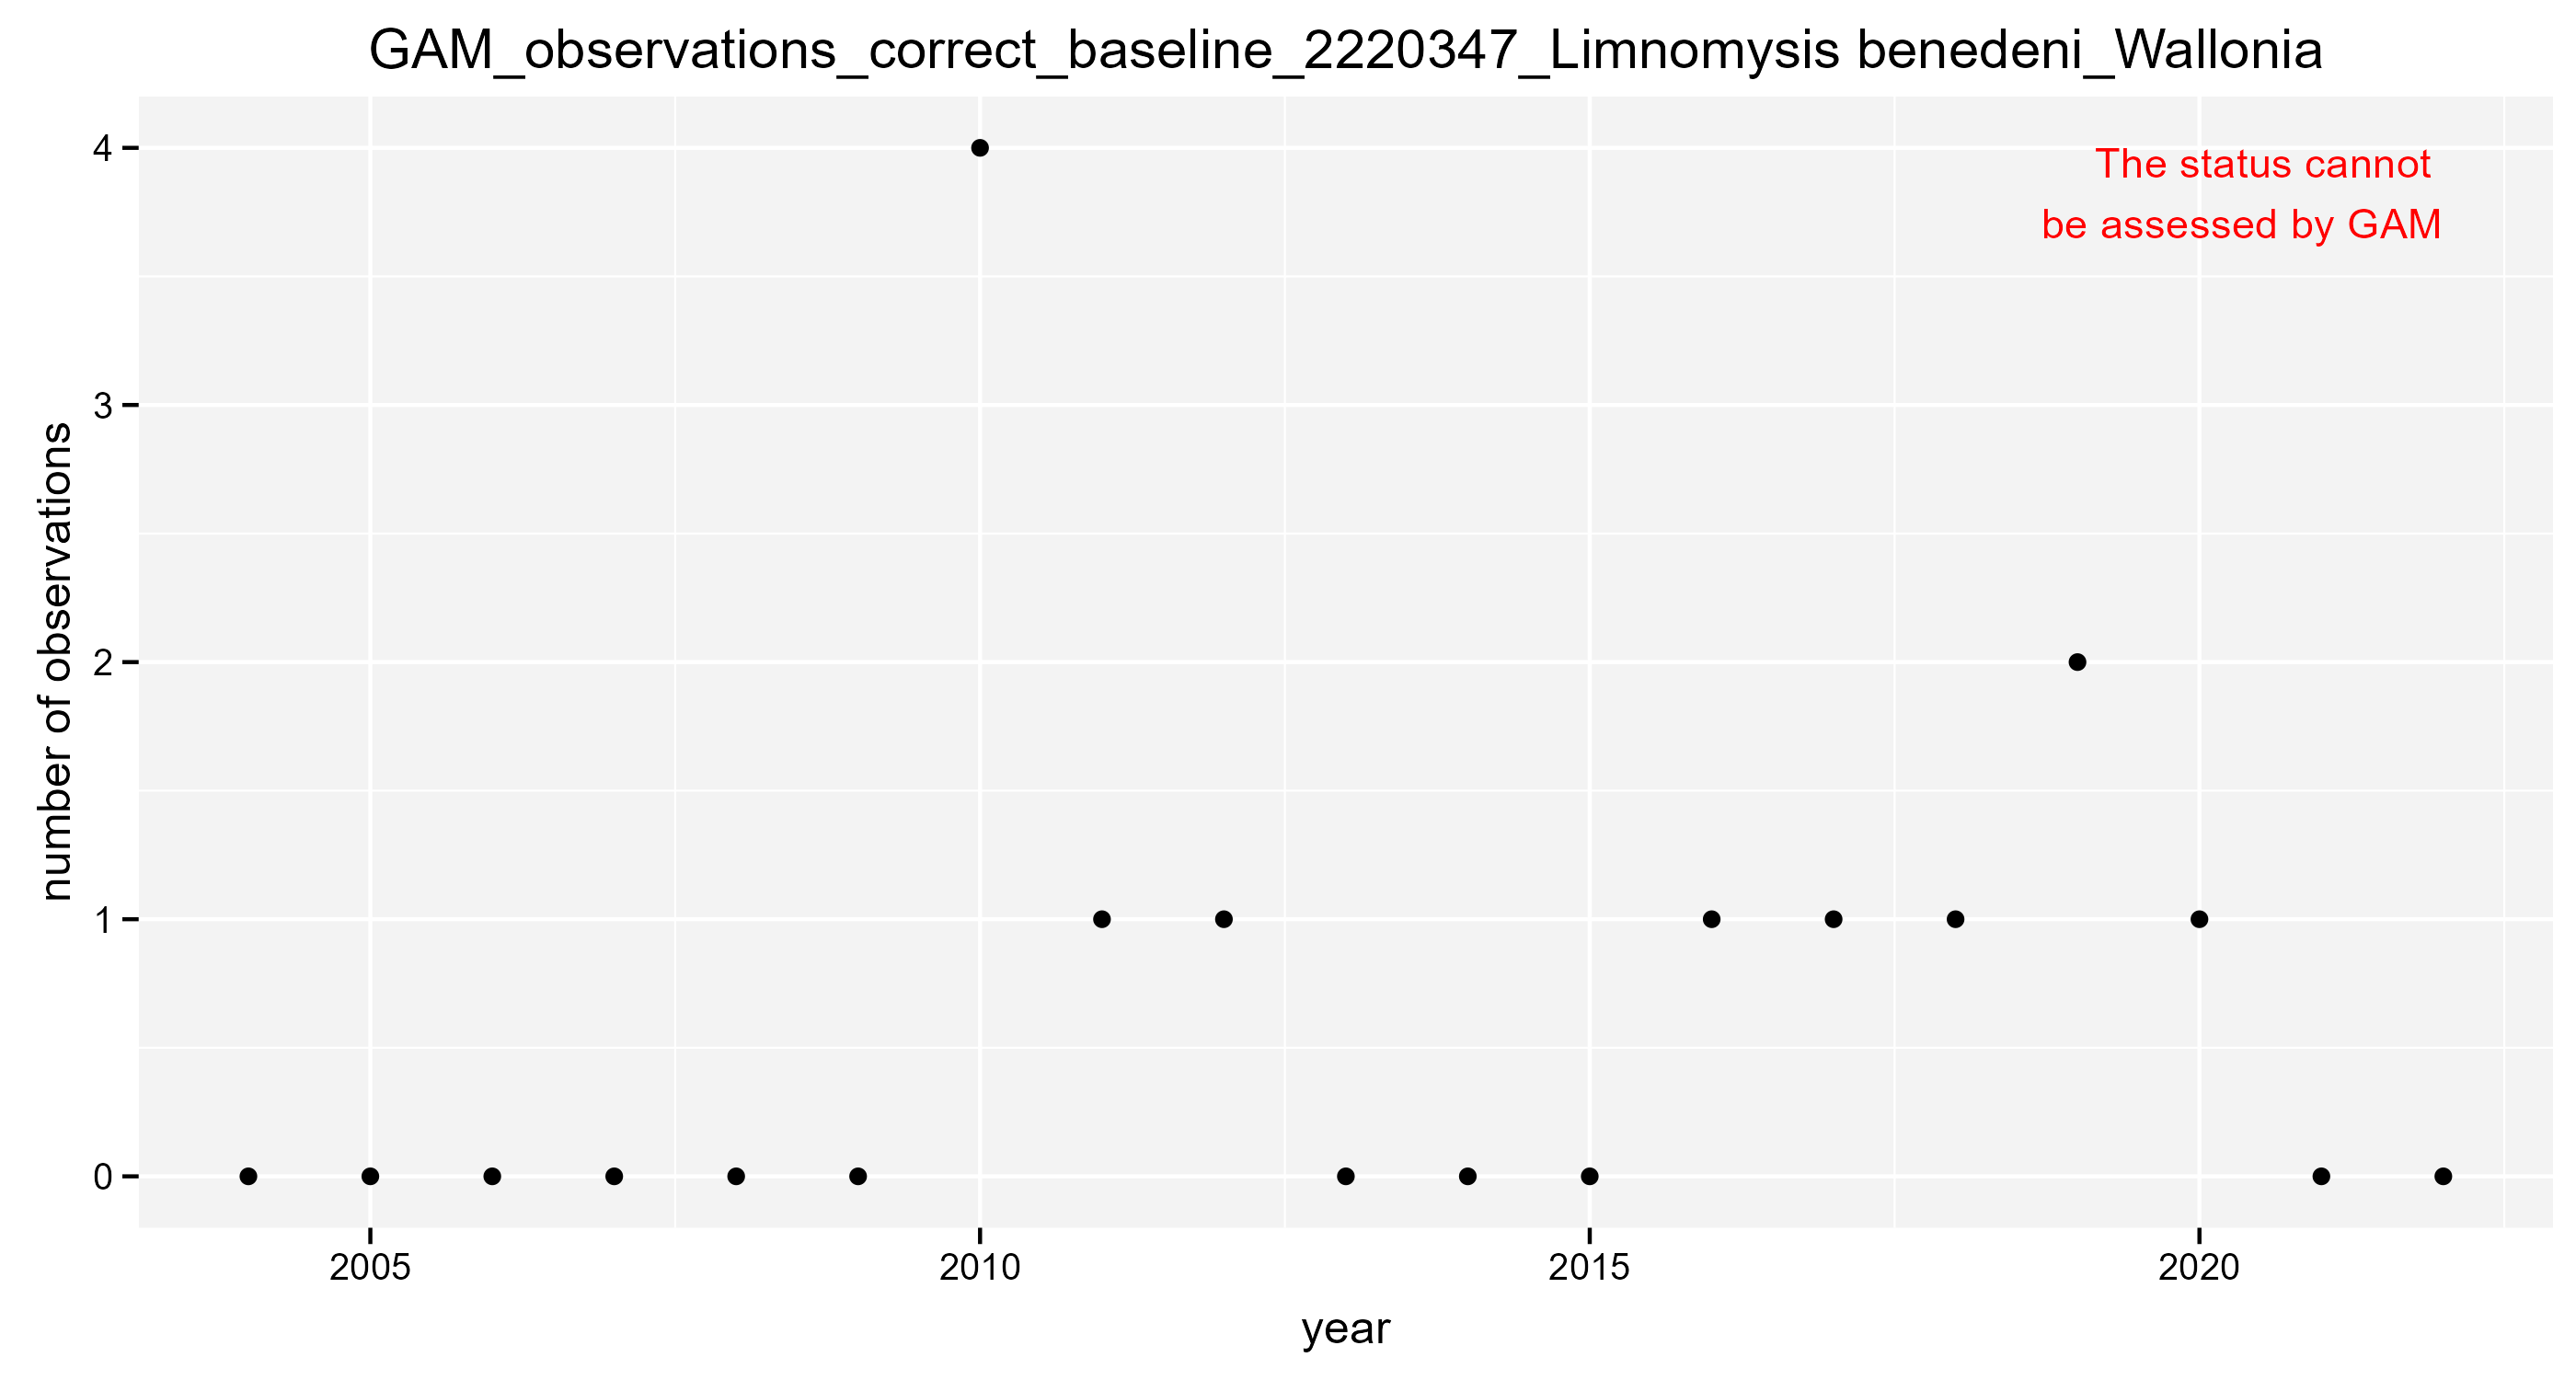 GAM_observations_correct_baseline_2220347_Limnomysis benedeni_Wallonia
The status cannot
be assessed by GAM
number of observations
4
3
2
1
0
2005
2010
2015
2020
year